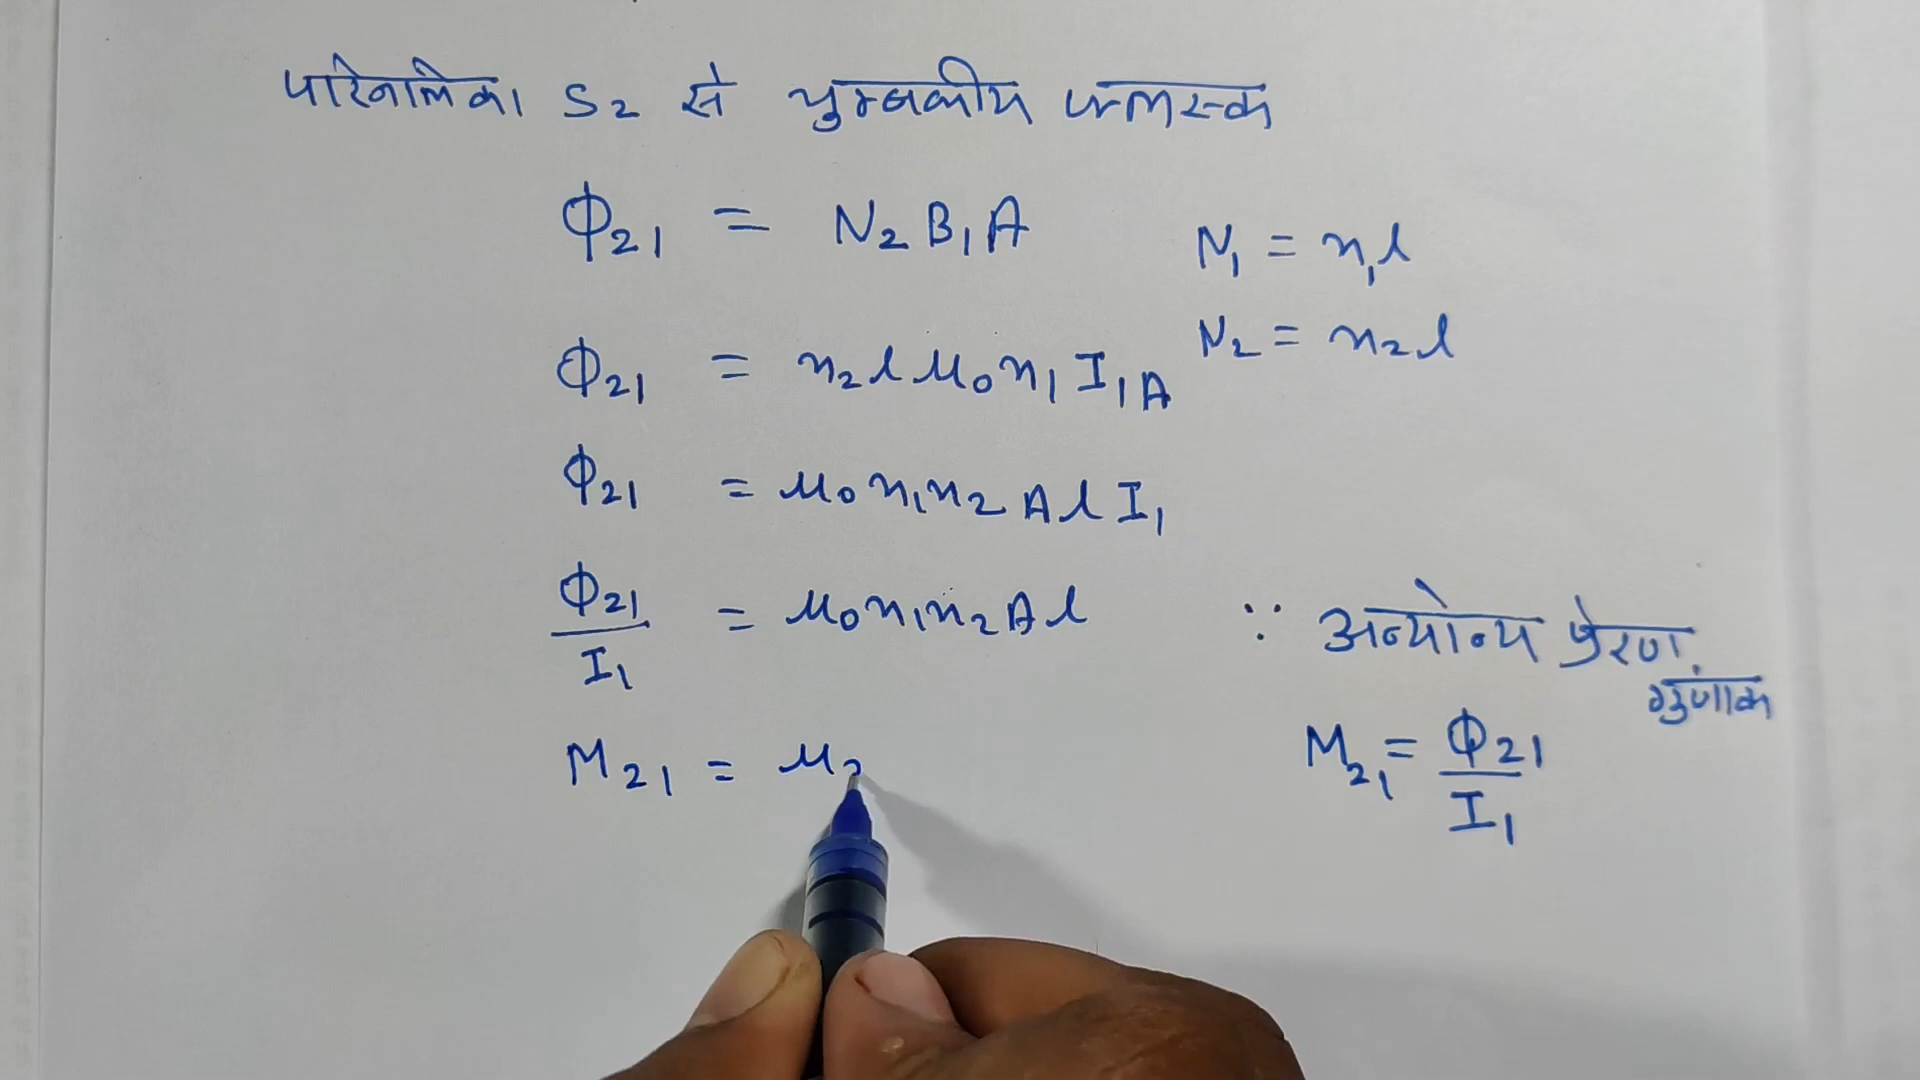 परिनालिका S₂ से चुम्बकीय फ्लक्स
Φ₂₁ = N₂B₁A
N₁ = n₁l
N₂ = n₂l
Φ₂₁ = n₂lμ₀n₁I₁A
Φ₂₁ = μ₀n₁n₂AlI₁
Φ₂₁/I₁ = μ₀n₁n₂Al
∵ अन्योन्य प्रेरण गुणांक
M₂₁ = Φ₂₁/I₁
M₂₁ = μ